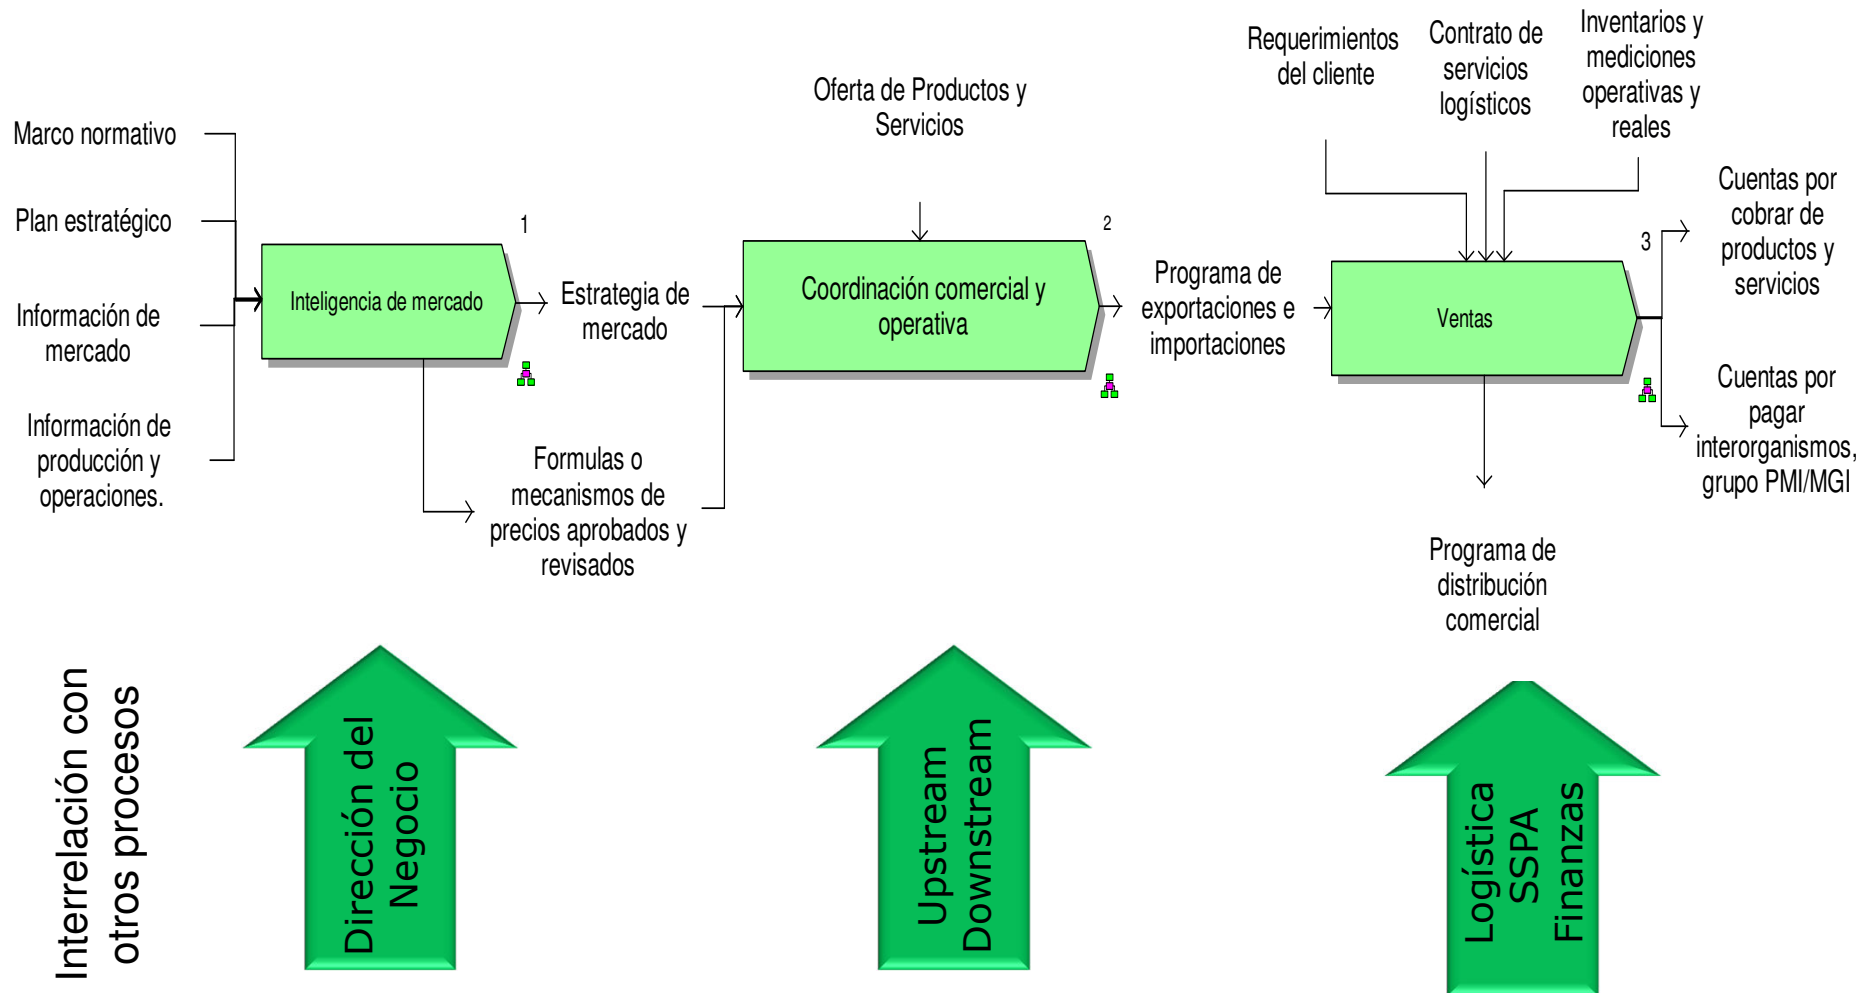 Marco normativo
Plan estratégico
Información de
mercado
Información de
producción y
operaciones.
1
Inteligencia de mercado
Estrategia de
mercado
Formulas o
mecanismos de
precios aprobados y
revisados
Oferta de Productos y
Servicios
2
Coordinación comercial y
operativa
Programa de
exportaciones e
importaciones
Requerimientos
del cliente
Contrato de
servicios
logísticos
Inventarios y
mediciones
operativas y
reales
3
Ventas
Cuentas por
cobrar de
productos y
servicios
Cuentas por
pagar
interorganismos,
grupo PMI/MGI
Programa de
distribución
comercial
Interrelación con
otros procesos
Dirección del
Negocio
Upstream
Downstream
Logística
SSPA
Finanzas